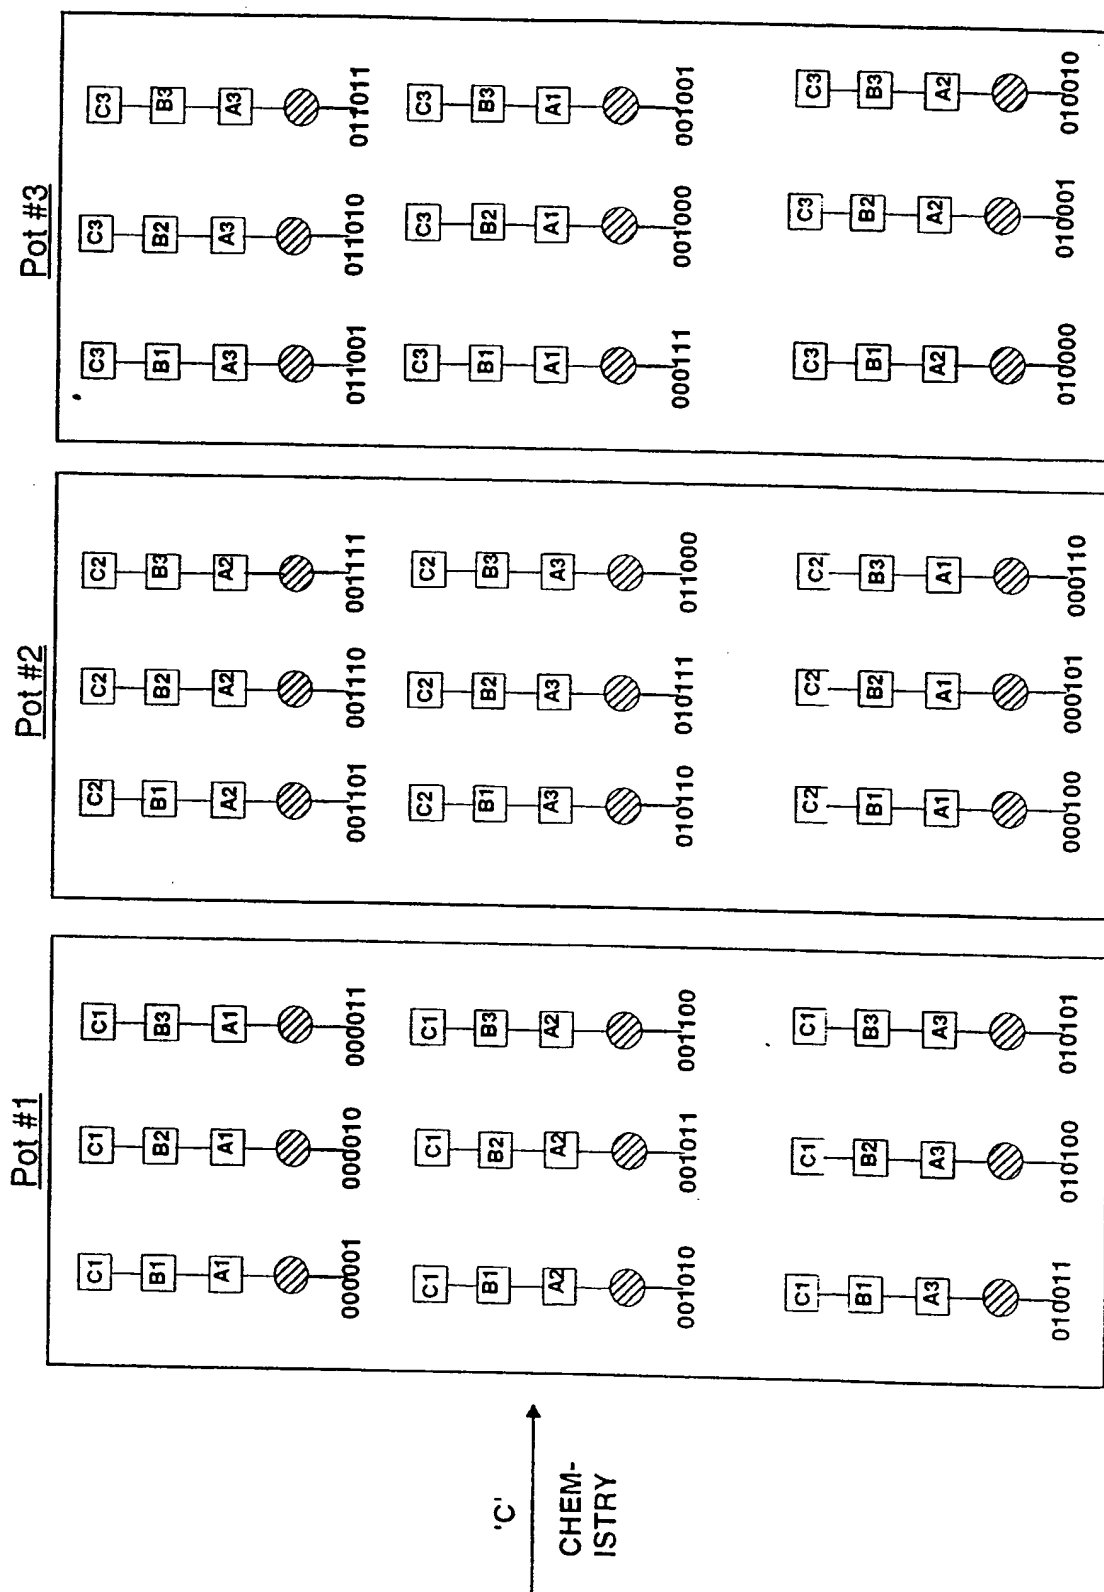 'C'
CHEM-
ISTRY
Pot #1
C1 C1 C1
B1 B2 B3
A1 A1 A1
000001 000010 000011
C1 C1 C1
B1 B2 B3
A2 A2 A2
001010 001011 001100
C1 C1 C1
B1 B2 B3
A3 A3 A3
010011 010100 010101
Pot #2
C2 C2 C2
B1 B2 B3
A2 A2 A2
001101 001110 001111
C2 C2 C2
B1 B2 B3
A3 A3 A3
010110 010111 011000
C2 C2 C2
B1 B2 B3
A1 A1 A1
000100 000101 000110
Pot #3
C3 C3 C3
B1 B2 B3
A3 A3 A3
011001 011010 011011
C3 C3 C3
B1 B2 B3
A1 A1 A1
000111 001000 001001
C3 C3 C3
B1 B2 B3
A2 A2 A2
010000 010001 010010